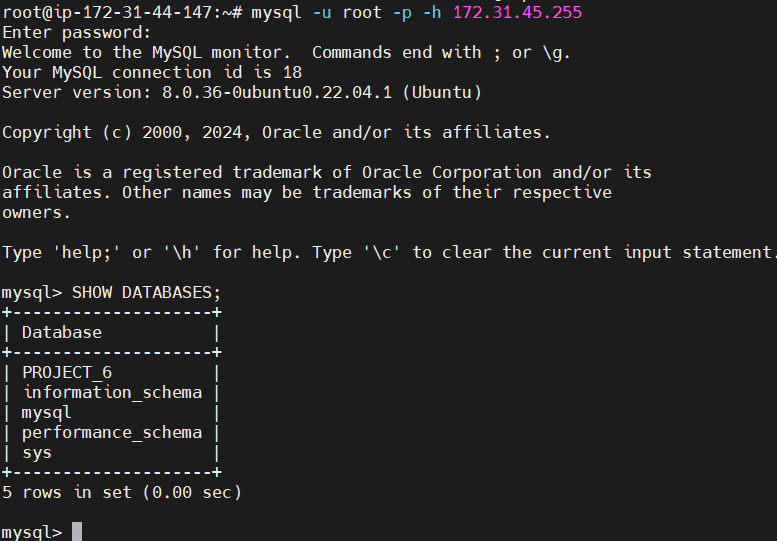 root@ip-172-31-44-147:~# mysql -u root -p -h 172.31.45.255
Enter password:
Welcome to the MySQL monitor.  Commands end with ; or \g.
Your MySQL connection id is 18
Server version: 8.0.36-0ubuntu0.22.04.1 (Ubuntu)

Copyright (c) 2000, 2024, Oracle and/or its affiliates.

Oracle is a registered trademark of Oracle Corporation and/or its
affiliates. Other names may be trademarks of their respective
owners.

Type 'help;' or '\h' for help. Type '\c' to clear the current input statement.

mysql> SHOW DATABASES;
+--------------------+
| Database           |
+--------------------+
| PROJECT_6          |
| information_schema |
| mysql              |
| performance_schema |
| sys                |
+--------------------+
5 rows in set (0.00 sec)

mysql>